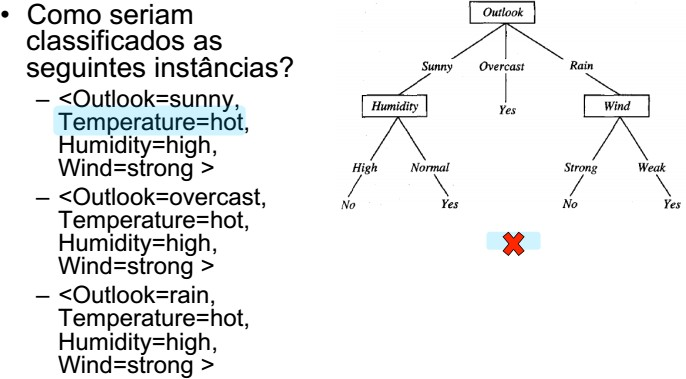 • Como seriam
classificados as
seguintes instâncias?
– <Outlook=sunny,
Temperature=hot,
Humidity=high,
Wind=strong >
– <Outlook=overcast,
Temperature=hot,
Humidity=high,
Wind=strong >
– <Outlook=rain,
Temperature=hot,
Humidity=high,
Wind=strong >
Outlook
Sunny Overcast Rain
Humidity Yes Wind
High Normal Strong Weak
No Yes No Yes